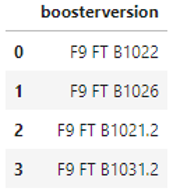 boosterversion
0 F9 FT B1022
1 F9 FT B1026
2 F9 FT B1021.2
3 F9 FT B1031.2